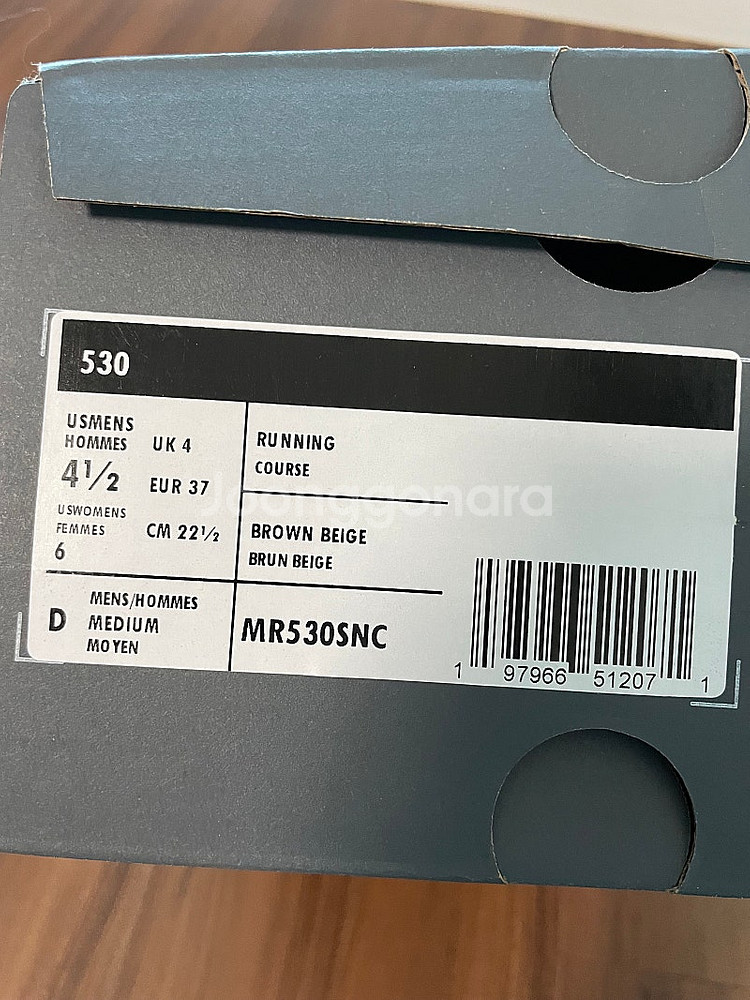 530
USMENS
HOMMES
4½
USWOMENS
FEMMES
6
UK 4
EUR 37
CM 22½
RUNNING
COURSE
BROWN BEIGE
BRUN BEIGE
D
MENS/HOMMES
MEDIUM
MOYEN
MR530SNC
1 97966 51207 1
Joonggonara